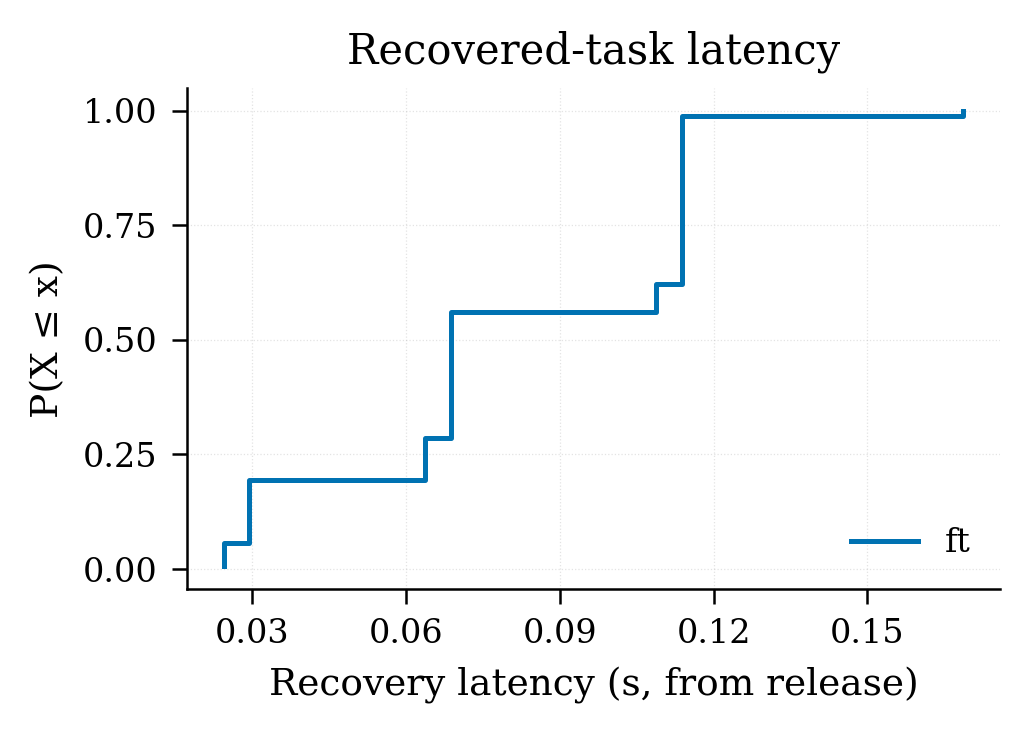 Recovered-task latency
P(X ≤ x)
1.00
0.75
0.50
0.25
0.00
ft
0.03 0.06 0.09 0.12 0.15
Recovery latency (s, from release)